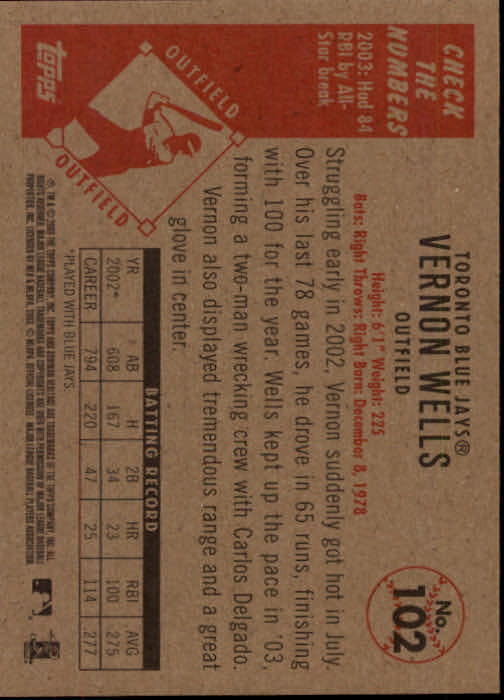 No.
102
TORONTO BLUE JAYS®
VERNON WELLS
OUTFIELD
Height: 6'1" Weight: 225
Bats: Right Throws: Right Born: December 8, 1978
CHECK
THE
NUMBERS
2003: Had 84
RBI by All-
Star break
Struggling early in 2002, Vernon suddenly got hot in July.
Over his last 78 games, he drove in 65 runs, finishing
with 100 for the year. Wells kept up the pace in '03,
forming a two-man wrecking crew with Carlos Delgado.
Vernon also displayed tremendous range and a great
glove in center.
OUTFIELD
OUTFIELD
topps
BATTING RECORD
YR AB H 2B HR RBI AVG
2002* 608 167 34 23 100 275
CAREER 794 220 47 25 114 .277
*PLAYED WITH BLUE JAYS.